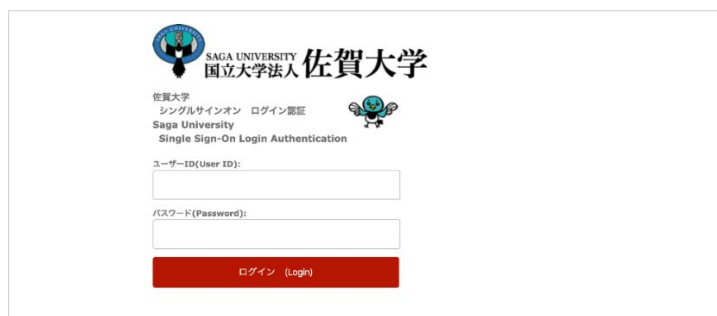 SAGA UNIVERSITY
SAGA UNIVERSITY
国立大学法人 佐賀大学
佐賀大学
シングルサインオン ログイン認証
Saga University
Single Sign-On Login Authentication
ユーザーID(User ID):
パスワード(Password):
ログイン (Login)